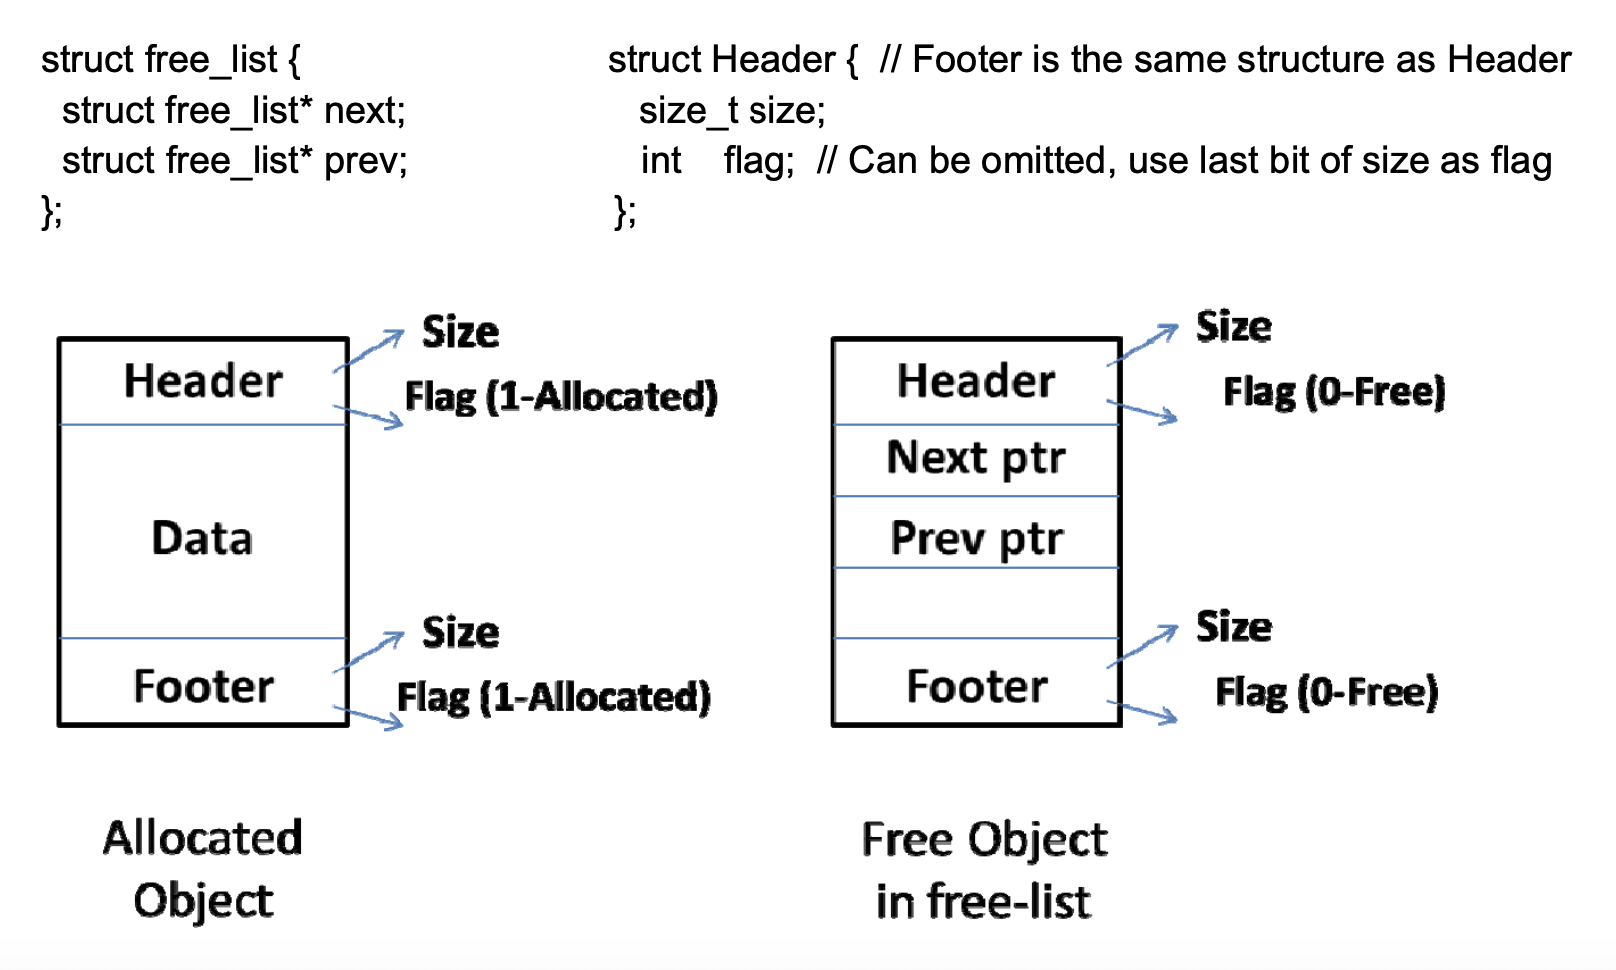 struct free_list {
struct free_list* next;
struct free_list* prev;
};
struct Header {  // Footer is the same structure as Header
size_t size;
int    flag;  // Can be omitted, use last bit of size as flag
};
Header
Size
Flag (1-Allocated)
Data
Footer
Size
Flag (1-Allocated)
Allocated
Object
Header
Size
Flag (0-Free)
Next ptr
Prev ptr
Footer
Size
Flag (0-Free)
Free Object
in free-list